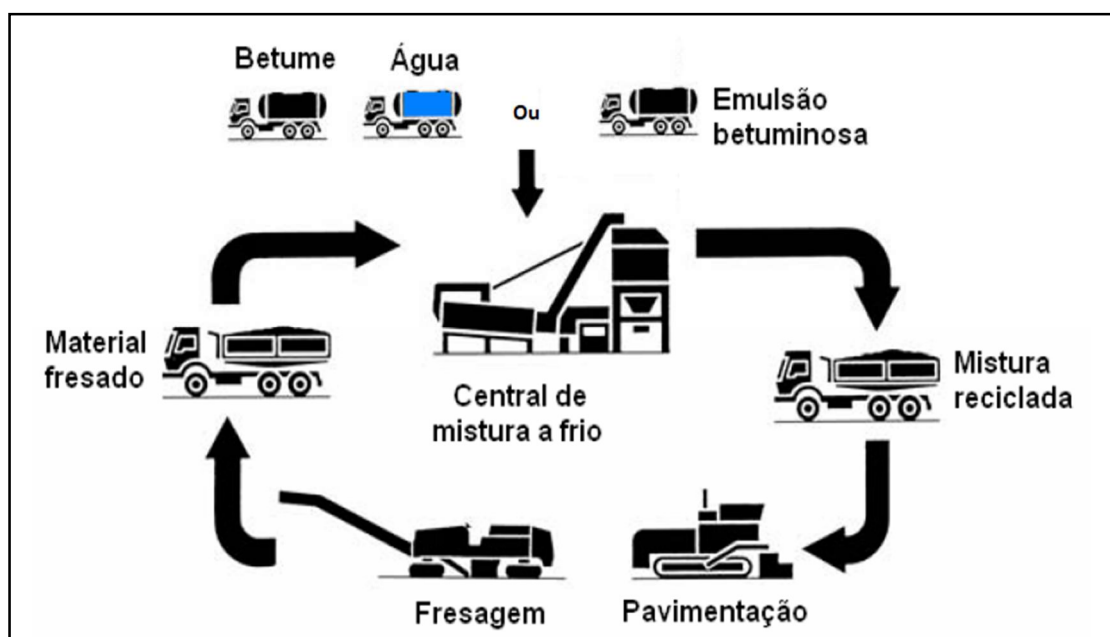 Betume
Água
Ou
Emulsão
betuminosa
Material
fresado
Central de
mistura a frio
Mistura
reciclada
Fresagem
Pavimentação